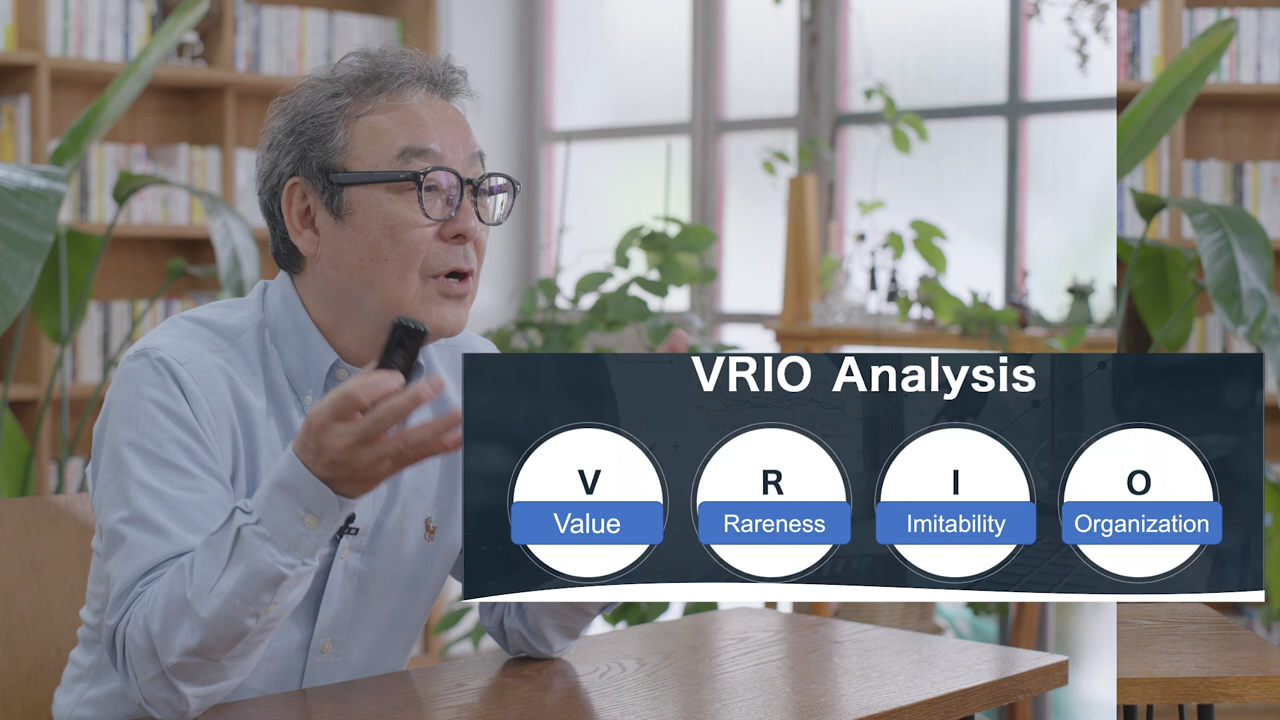 VRIO Analysis
V
Value
R
Rareness
I
Imitability
O
Organization